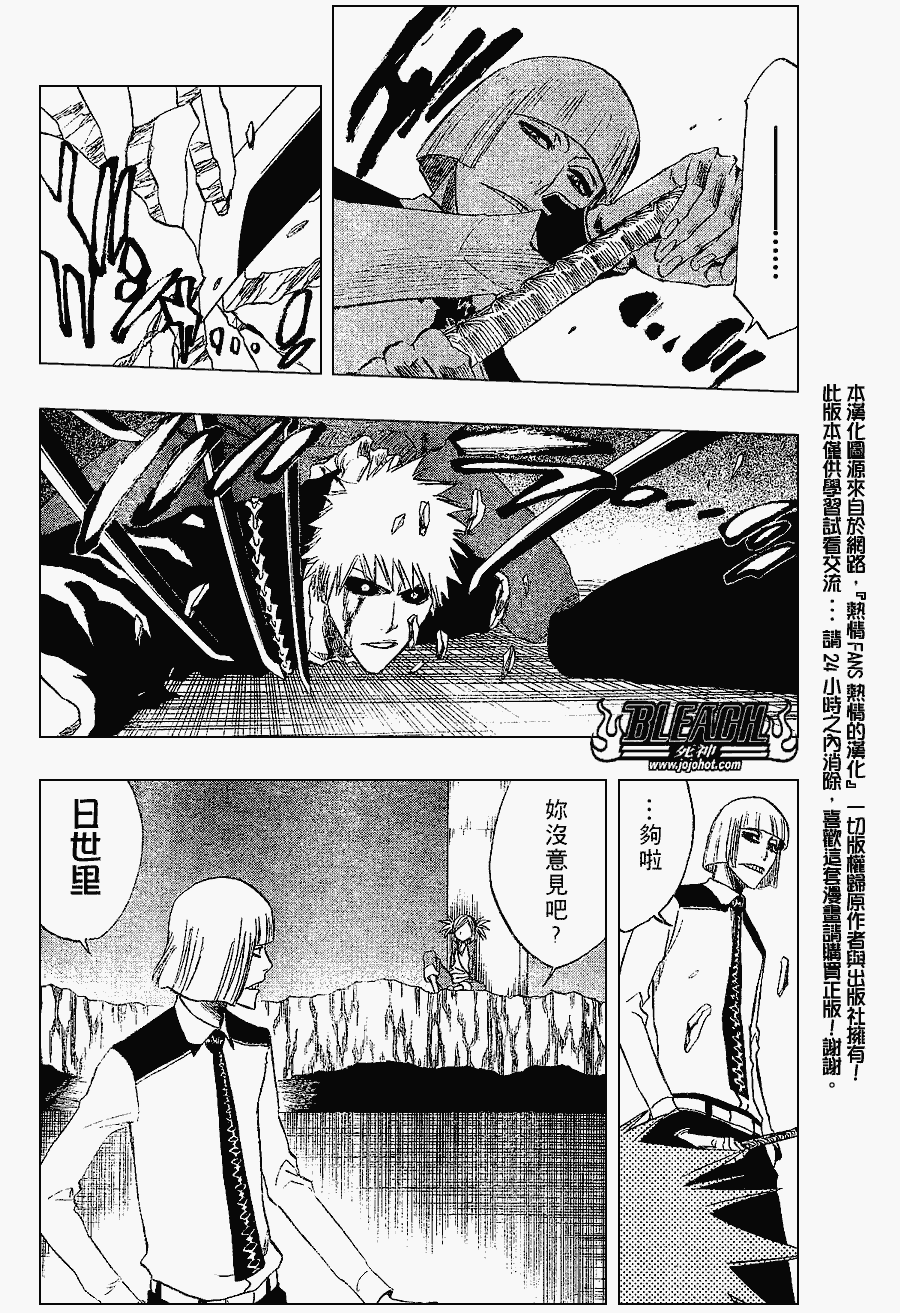 ——……
…夠啦
妳沒意見吧？
日世里
BLEACH
死神
www.jojohot.com
本漢化圖源來自於網路，『熱情FANS熱情的漢化』一切版權歸原作者與出版社擁有！
此版本僅供學習試看交流…請24小時之內消除，喜歡這套漫畫請購買正版！謝謝。